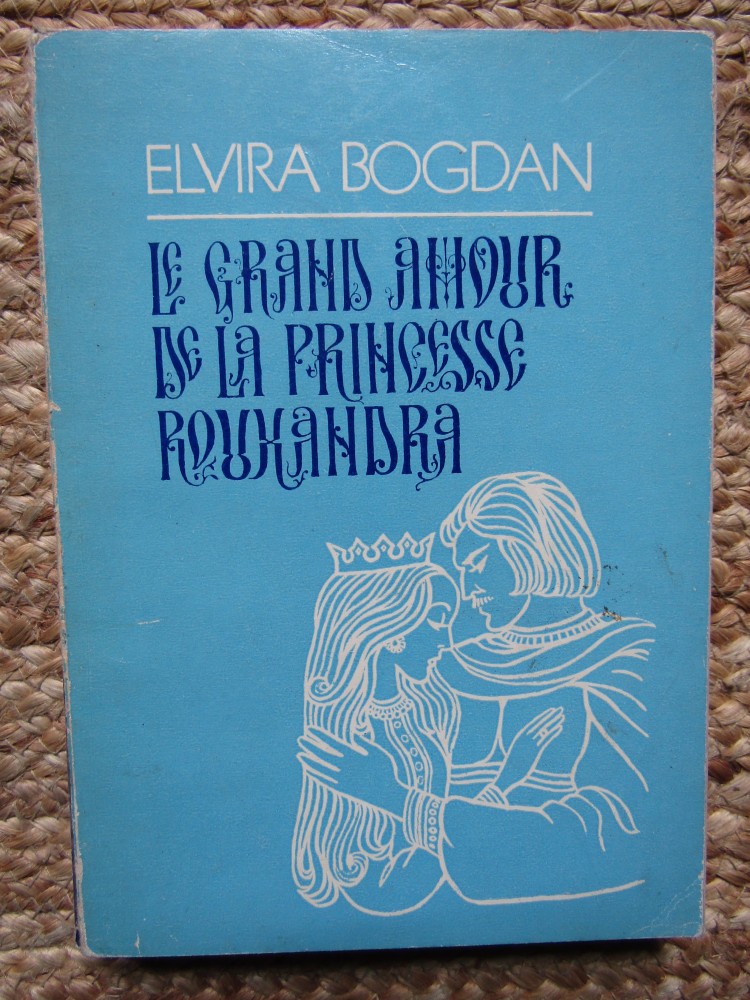 ELVIRA BOGDAN
LE GRAND AMOUR
DE LA PRINCESSE
ROUXANDRA